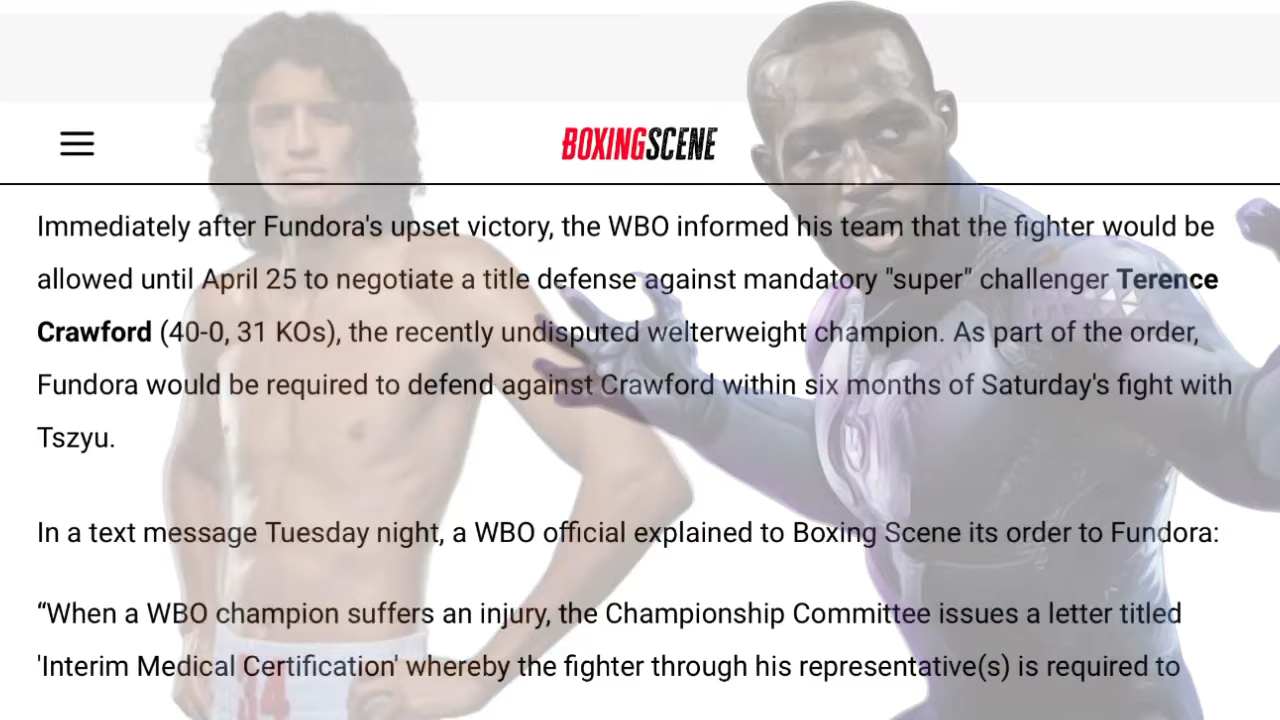 BOXINGSCENE
Immediately after Fundora's upset victory, the WBO informed his team that the fighter would be
allowed until April 25 to negotiate a title defense against mandatory "super" challenger Terence
Crawford (40-0, 31 KOs), the recently undisputed welterweight champion. As part of the order,
Fundora would be required to defend against Crawford within six months of Saturday's fight with
Tszyu.
In a text message Tuesday night, a WBO official explained to Boxing Scene its order to Fundora:
“When a WBO champion suffers an injury, the Championship Committee issues a letter titled
'Interim Medical Certification' whereby the fighter through his representative(s) is required to